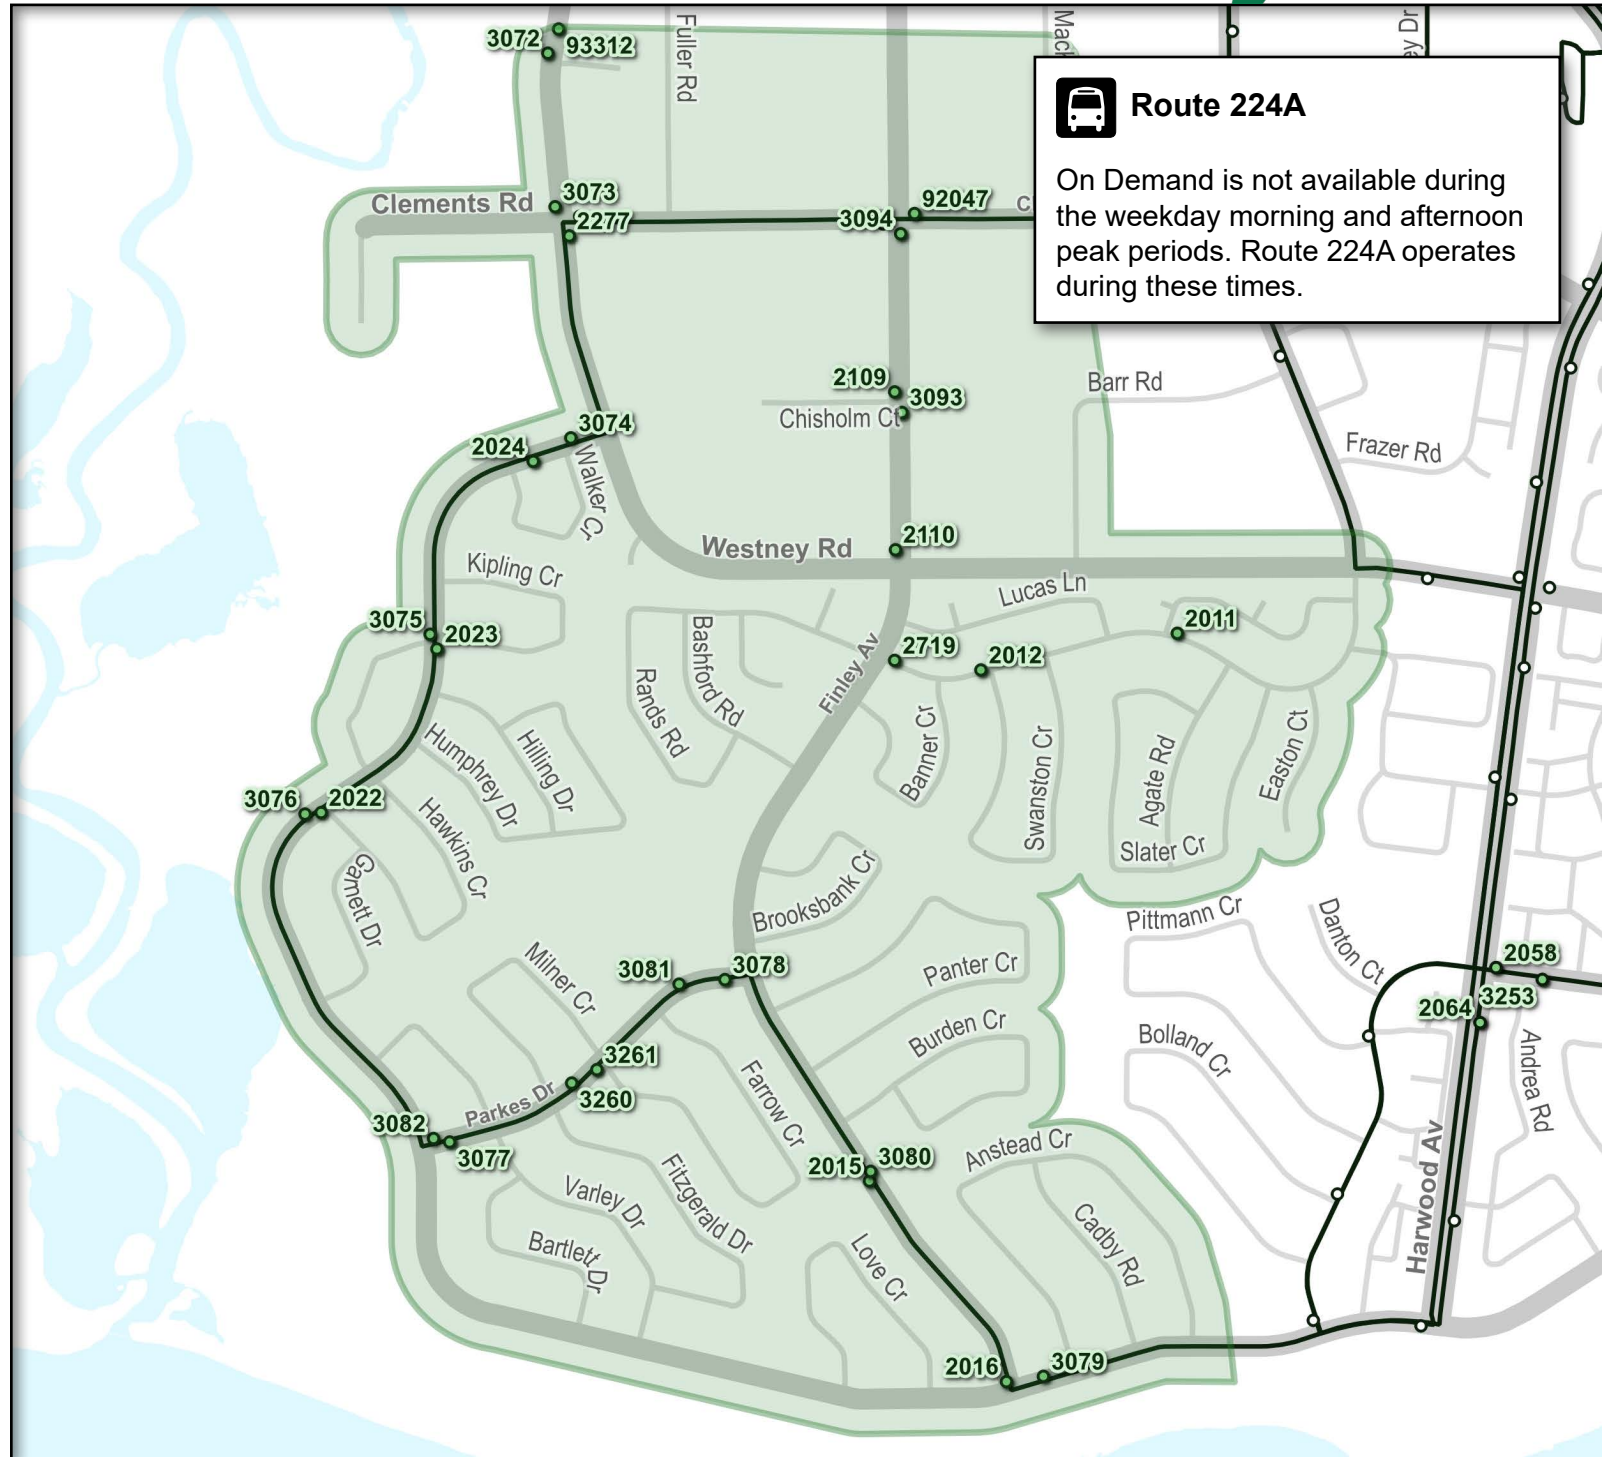 Fuller Rd
Mack
ey Dr
3072
93312
Route 224A
On Demand is not available during
the weekday morning and afternoon
peak periods. Route 224A operates
during these times.
Clements Rd
3073
2277
3094
92047
C
2109
3093
Chisholm Ct
Barr Rd
Frazer Rd
3074
2024
Walker Cr
Westney Rd
2110
Kipling Cr
Lucas Ln
3075
2023
2011
2719
2012
Finley Av
Bashford Rd
Rands Rd
Banner Cr
Swanston Cr
Agate Rd
Easton Ct
Slater Cr
Humphrey Dr
Hilling Dr
Hawkins Cr
3076
2022
Garnett Dr
Brooksbank Cr
Pittmann Cr
Danton Ct
Milner Cr
3081
3078
Panter Cr
2058
3253
2064
Burden Cr
Bolland Cr
Andrea Rd
3261
3260
Parkes Dr
Farrow Cr
3082
3077
3080
2015
Anstead Cr
Harwood Av
Varley Dr
Fitzgerald Dr
Bartlett Dr
Love Cr
Cadby Rd
2016
3079